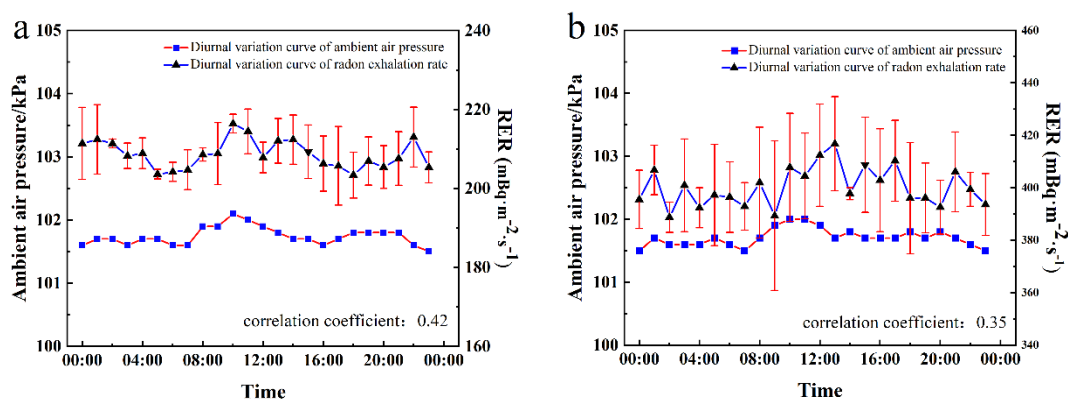 a
Diurnal variation curve of ambient air pressure
Diurnal variation curve of radon exhalation rate
Ambient air pressure/kPa
105
104
103
102
101
100
RER (mBq·m⁻²·s⁻¹)
240
220
200
180
160
correlation coefficient：0.42
00:00 04:00 08:00 12:00 16:00 20:00 00:00
Time
b
Diurnal variation curve of ambient air pressure
Diurnal variation curve of radon exhalation rate
Ambient air pressure/kPa
105
104
103
102
101
100
RER (mBq·m⁻²·s⁻¹)
460
440
420
400
380
360
340
correlation coefficient：0.35
00:00 04:00 08:00 12:00 16:00 20:00 00:00
Time